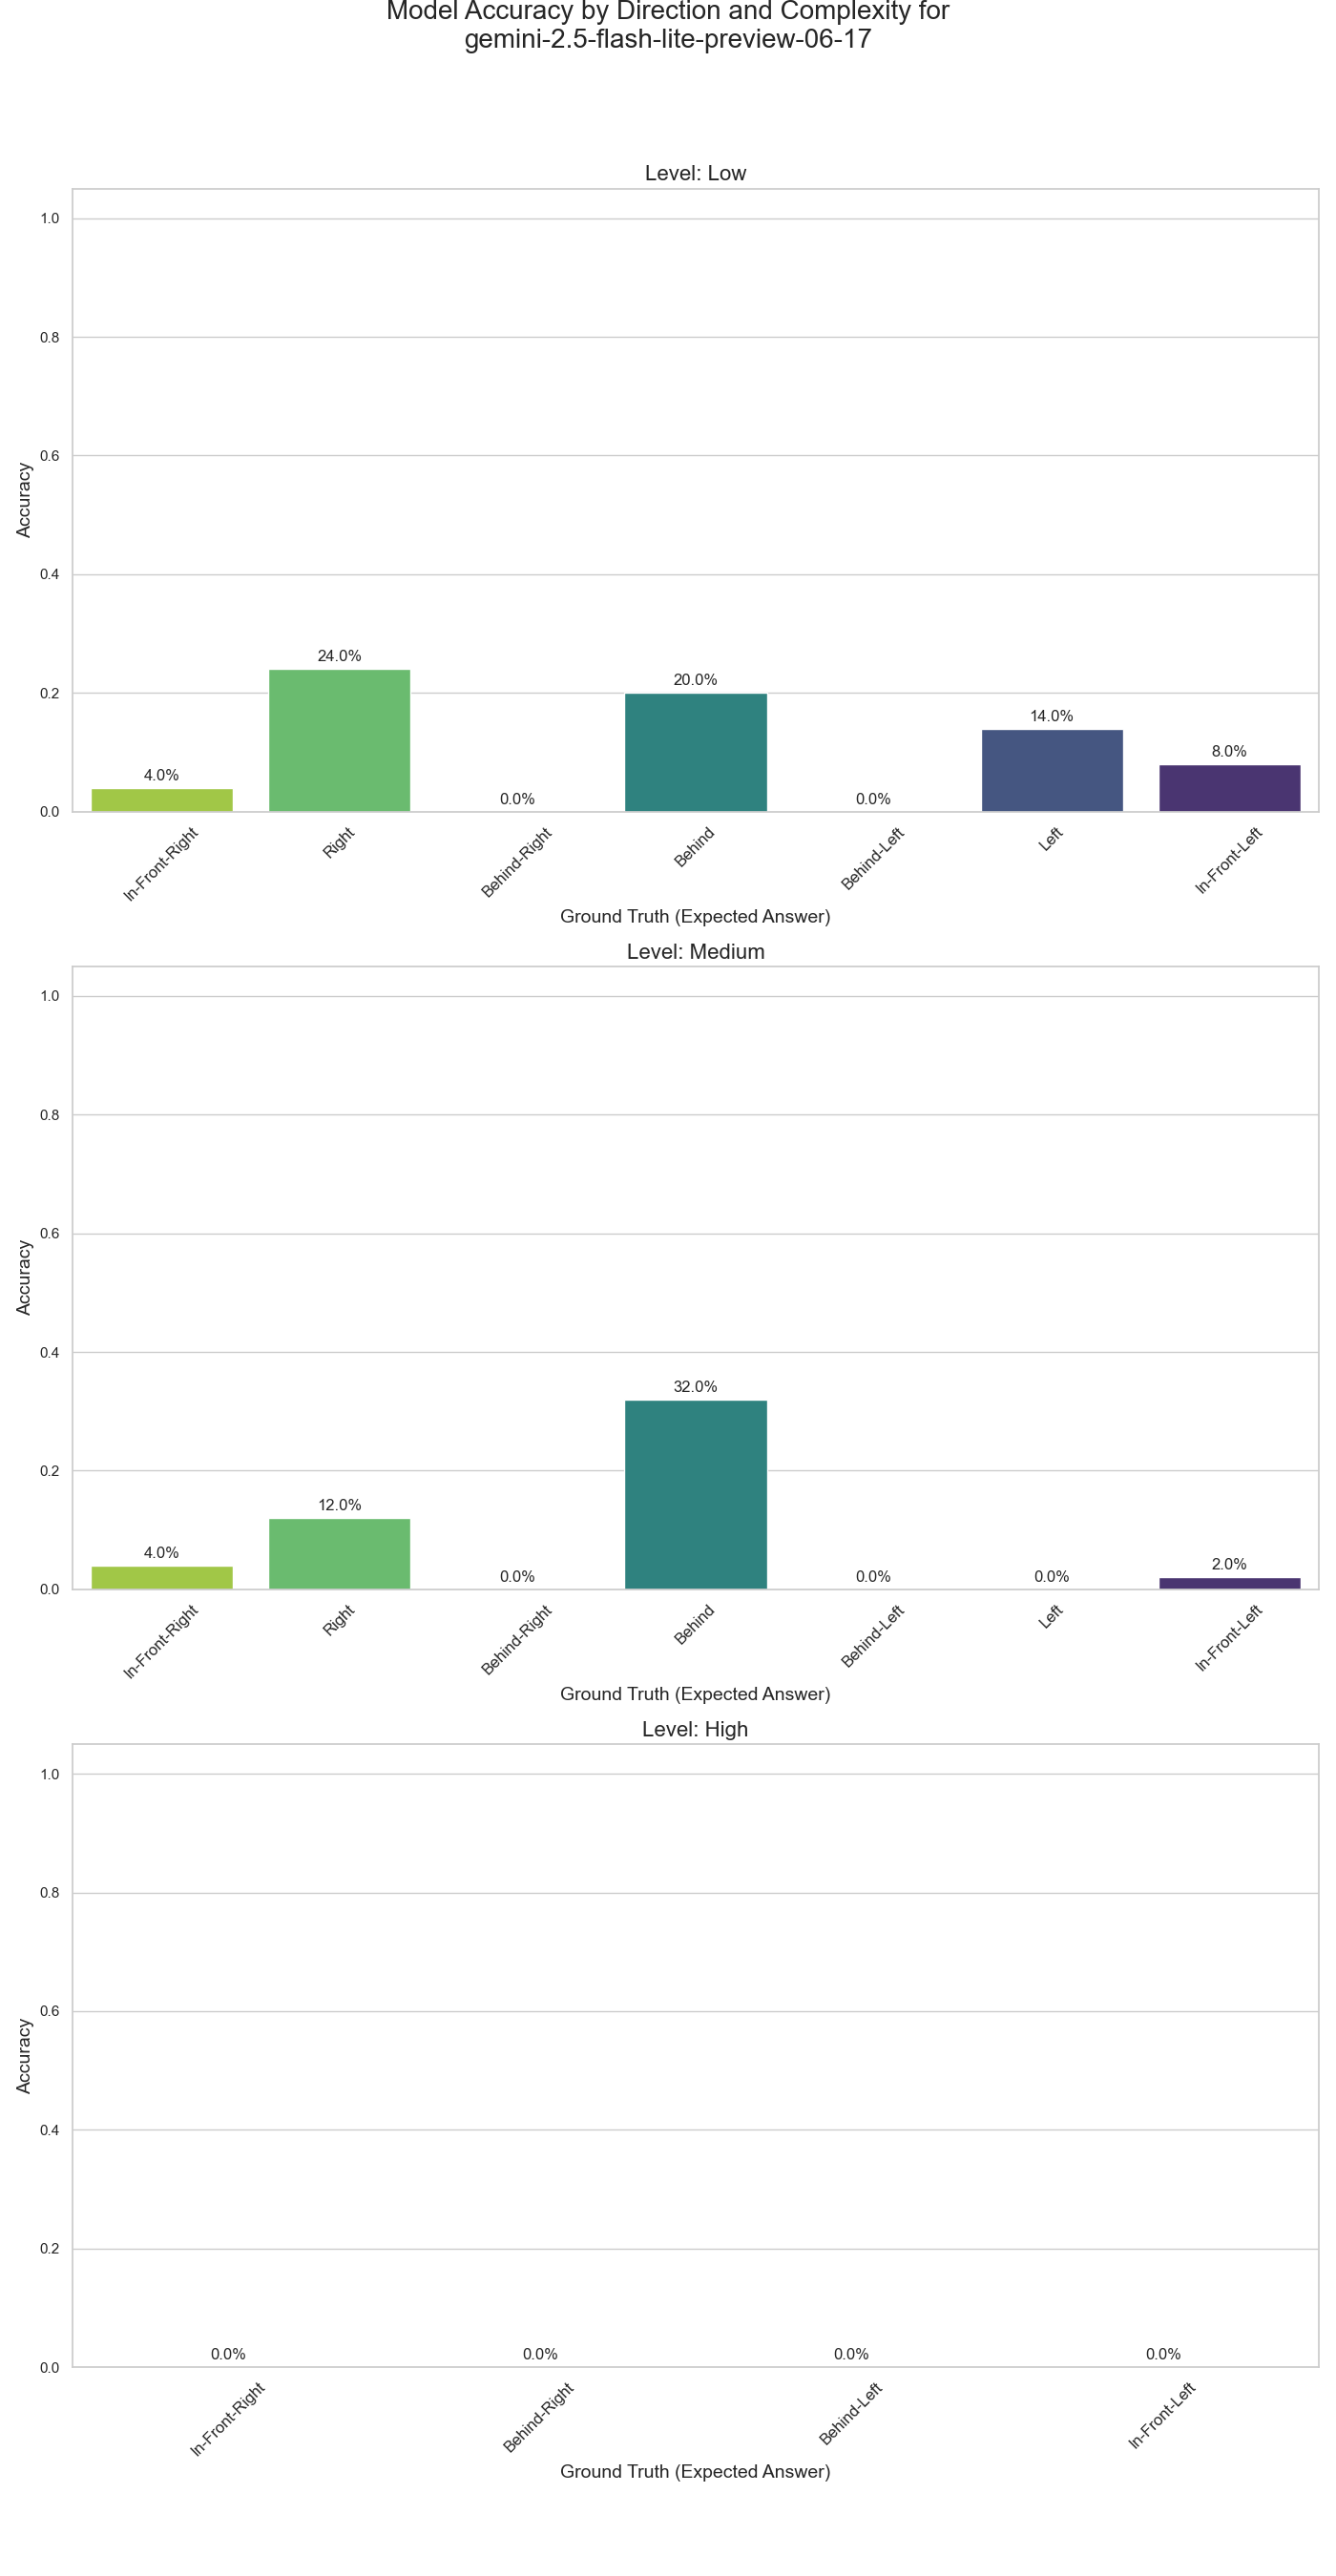 Model Accuracy by Direction and Complexity for
gemini-2.5-flash-lite-preview-06-17
Level: Low
1.0
0.8
0.6
0.4
0.2
0.0
Accuracy
4.0%
24.0%
0.0%
20.0%
0.0%
14.0%
8.0%
In-Front-Right
Right
Behind-Right
Behind
Behind-Left
Left
In-Front-Left
Ground Truth (Expected Answer)
Level: Medium
1.0
0.8
0.6
0.4
0.2
0.0
Accuracy
4.0%
12.0%
0.0%
32.0%
0.0%
0.0%
2.0%
In-Front-Right
Right
Behind-Right
Behind
Behind-Left
Left
In-Front-Left
Ground Truth (Expected Answer)
Level: High
1.0
0.8
0.6
0.4
0.2
0.0
Accuracy
0.0%
0.0%
0.0%
0.0%
In-Front-Right
Behind-Right
Behind-Left
In-Front-Left
Ground Truth (Expected Answer)